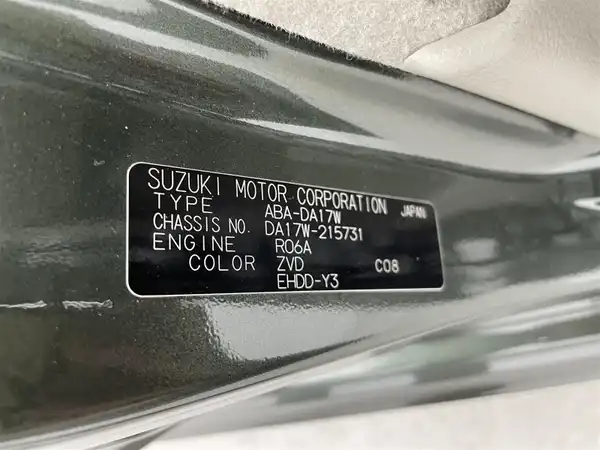 SUZUKI MOTOR CORPORATION JAPAN
TYPE ABA-DA17W
CHASSIS NO. DA17W-215731
ENGINE R06A
COLOR ZVD C08
EHDD-Y3